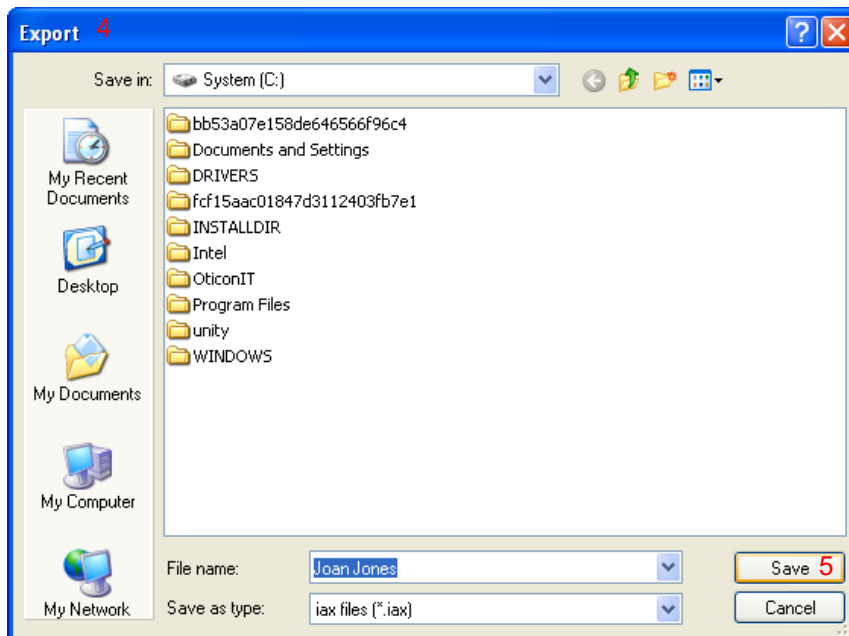 Export 4
Save in: System (C:)
bb53a07e158de646566f96c4
Documents and Settings
DRIVERS
fcf15aac01847d3112403fb7e1
INSTALLDIR
Intel
OticonIT
Program Files
unity
WINDOWS
My Recent
Documents
Desktop
My Documents
My Computer
My Network
File name: Joan Jones Save 5
Save as type: iax files (*.iax) Cancel